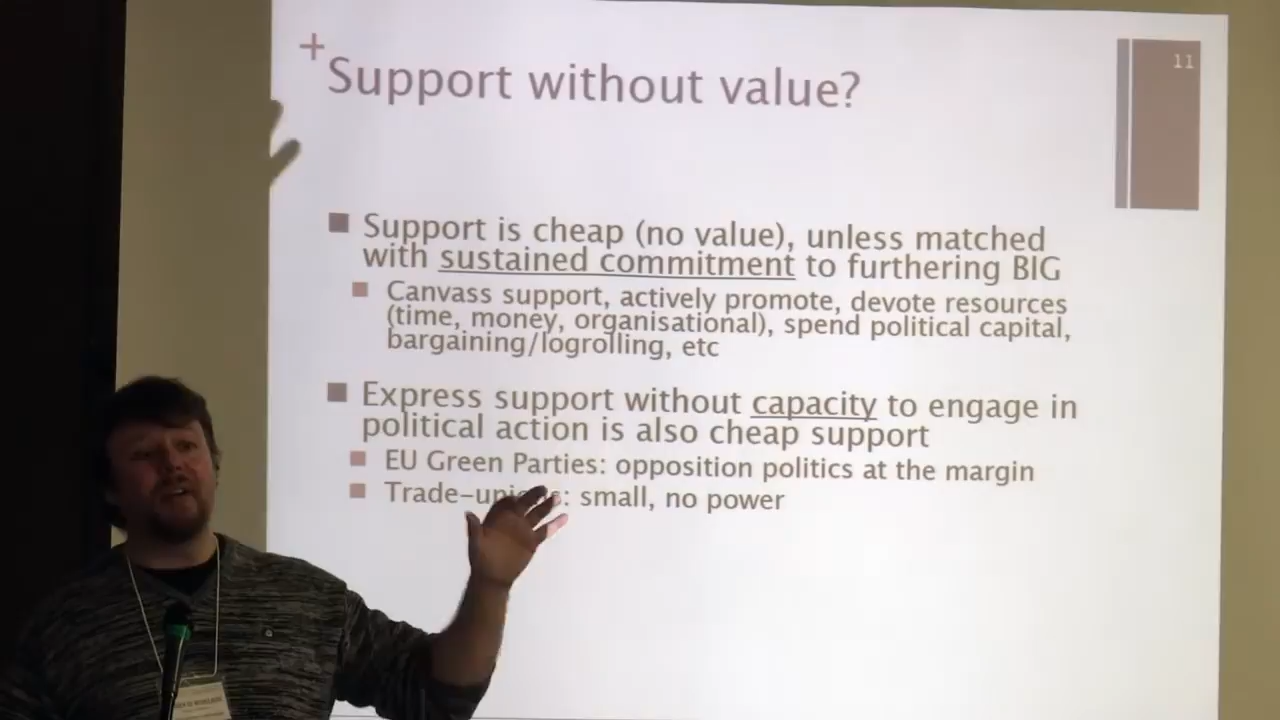 +
Support without value?
11
Support is cheap (no value), unless matched
with sustained commitment to furthering BIG
Canvass support, actively promote, devote resources
(time, money, organisational), spend political capital,
bargaining/logrolling, etc
Express support without capacity to engage in
political action is also cheap support
EU Green Parties: opposition politics at the margin
Trade-unions: small, no power